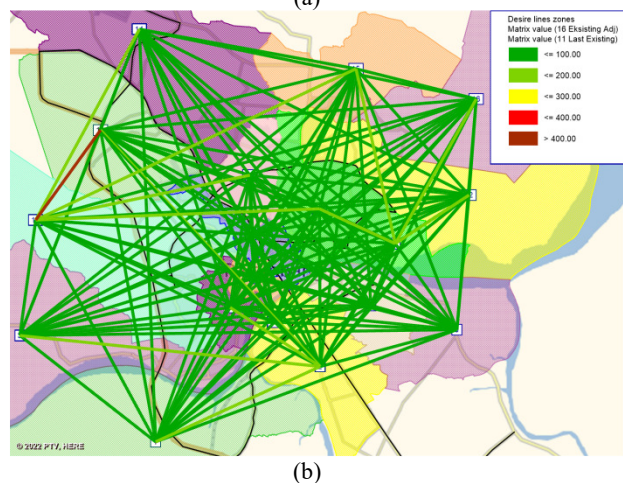 (a)
Desire lines zones
Matrix value (16 Eksisting Adj)
Matrix value (11 Last Existing)
<= 100.00
<= 200.00
<= 300.00
<= 400.00
> 400.00
© 2022 PTV, HERE
(b)